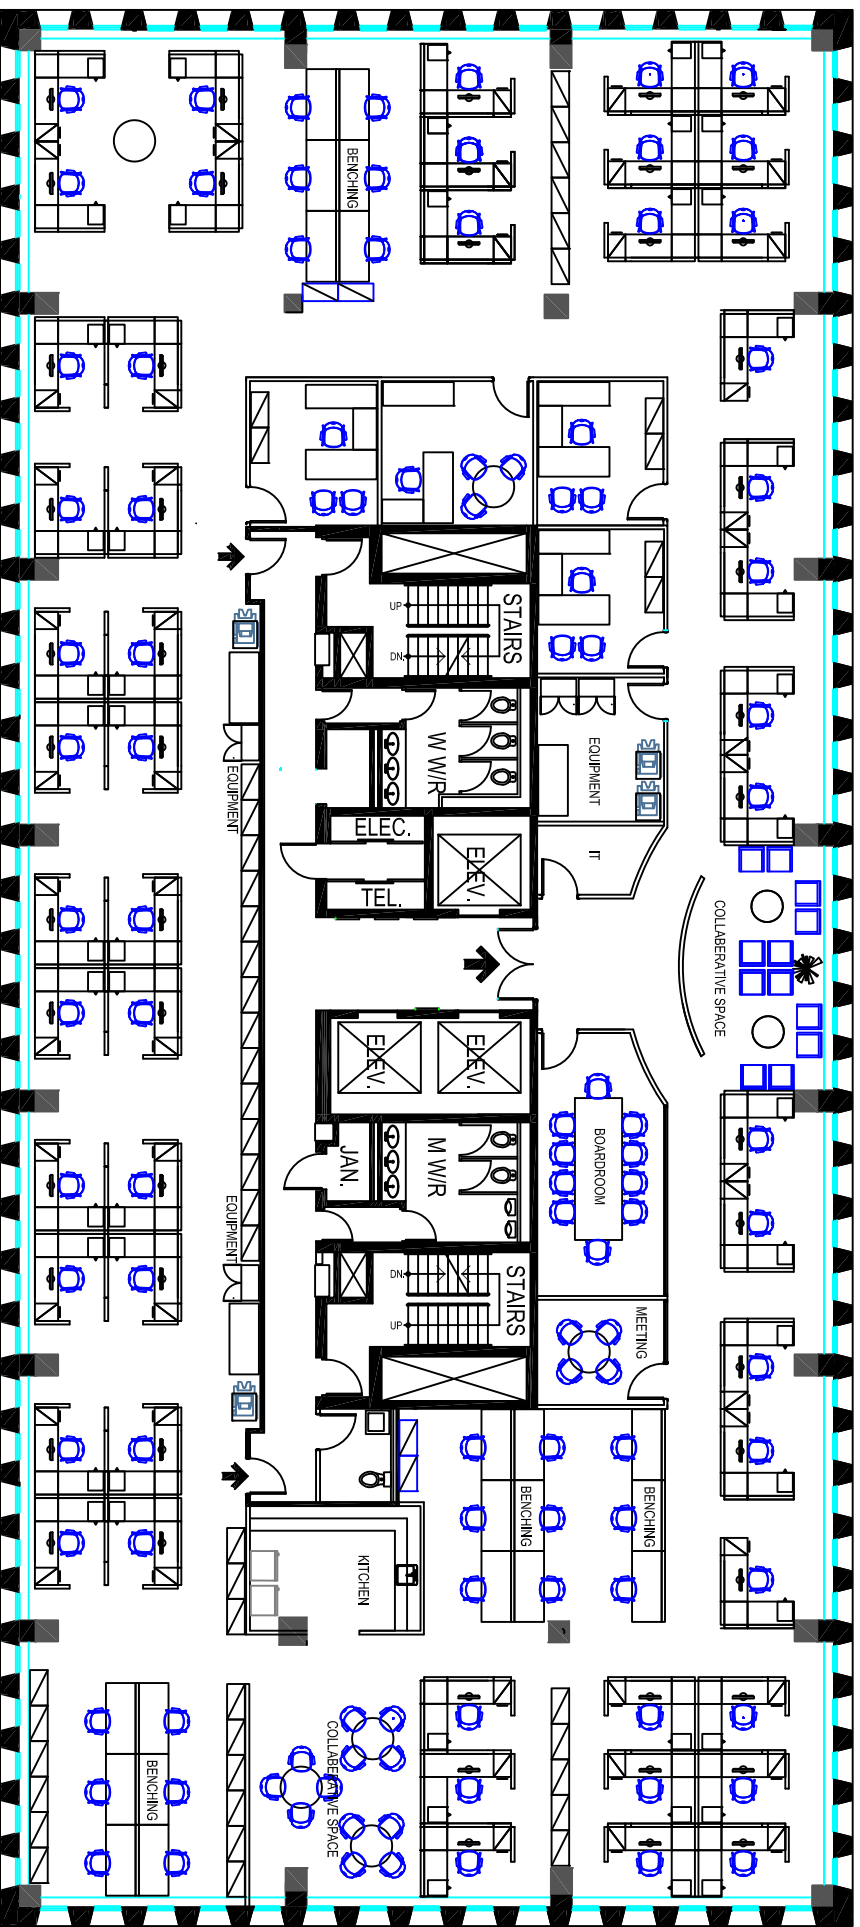 BENCHING
STAIRS
UP
DN.
W W/R
EQUIPMENT
EQUIPMENT
ELEC.
TEL.
ELEV.
IT
COLLABERATIVE SPACE
ELEV.
ELEV.
JAN.
M W/R
BOARDROOM
EQUIPMENT
STAIRS
DN.
UP
MEETING
BENCHING
BENCHING
KITCHEN
COLLABERATIVE SPACE
BENCHING